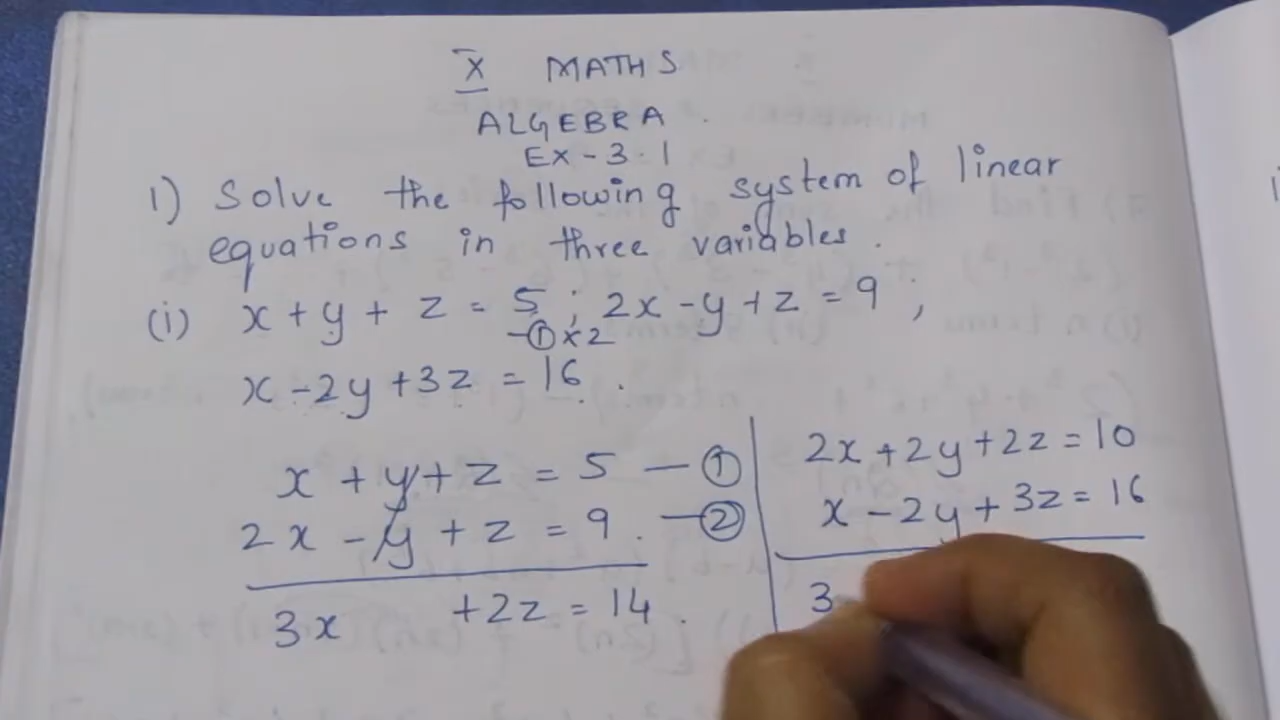 X MATHS
ALGEBRA.
EX-3.1
1) Solve the following system of linear
equations in three variables.
(i) x + y + z = 5 ; 2x - y + z = 9 ;
-① x 2
x - 2y + 3z = 16.
x + y + z = 5 — ①
2x - y + z = 9. — ②
3x + 2z = 14.
2x + 2y + 2z = 10
x - 2y + 3z = 16
3